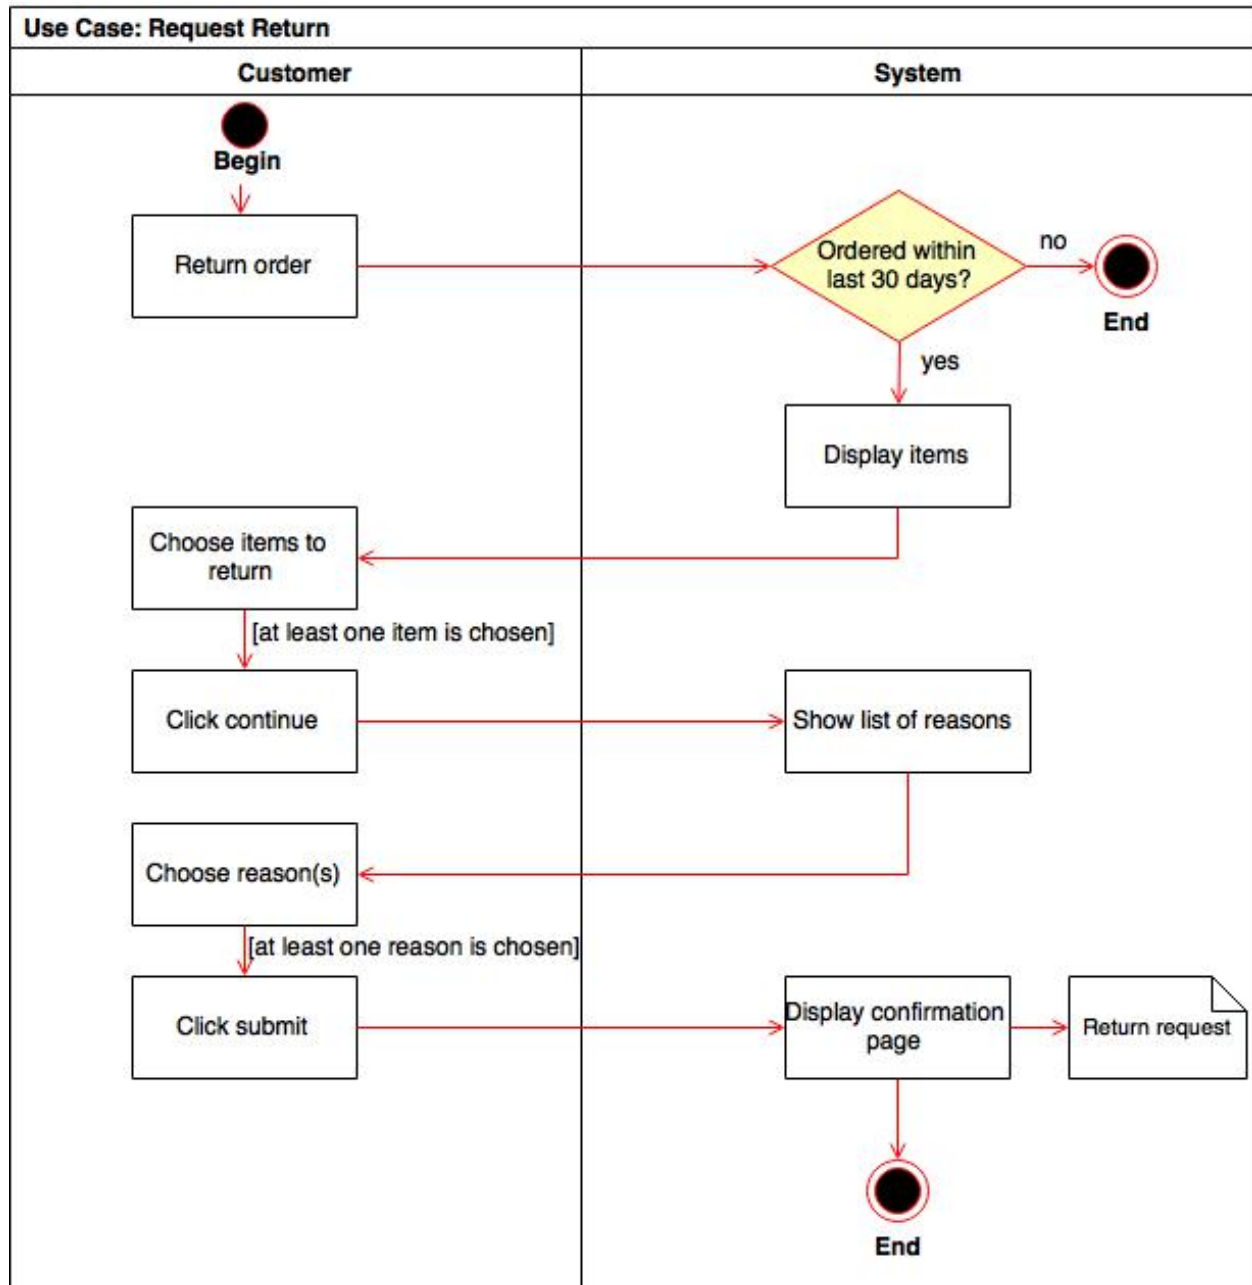 Use Case: Request Return
Customer
System
Begin
Return order
Ordered within
last 30 days?
no
End
yes
Display items
Choose items to
return
[at least one item is chosen]
Click continue
Show list of reasons
Choose reason(s)
[at least one reason is chosen]
Click submit
Display confirmation
page
Return request
End